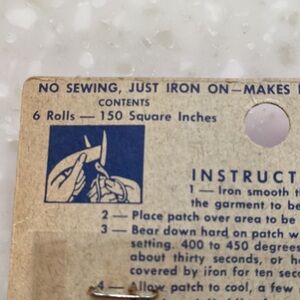 NO SEWING, JUST IRON ON—MAKES
CONTENTS
6 Rolls — 150 Square Inches
INSTRUCT
1 — Iron smooth t
the garment to be
2 — Place patch over area to be
3 — Bear down hard on patch w
setting. 400 to 450 degrees
about thirty seconds, or h
covered by iron for ten secon
4 — Allow patch to cool, a